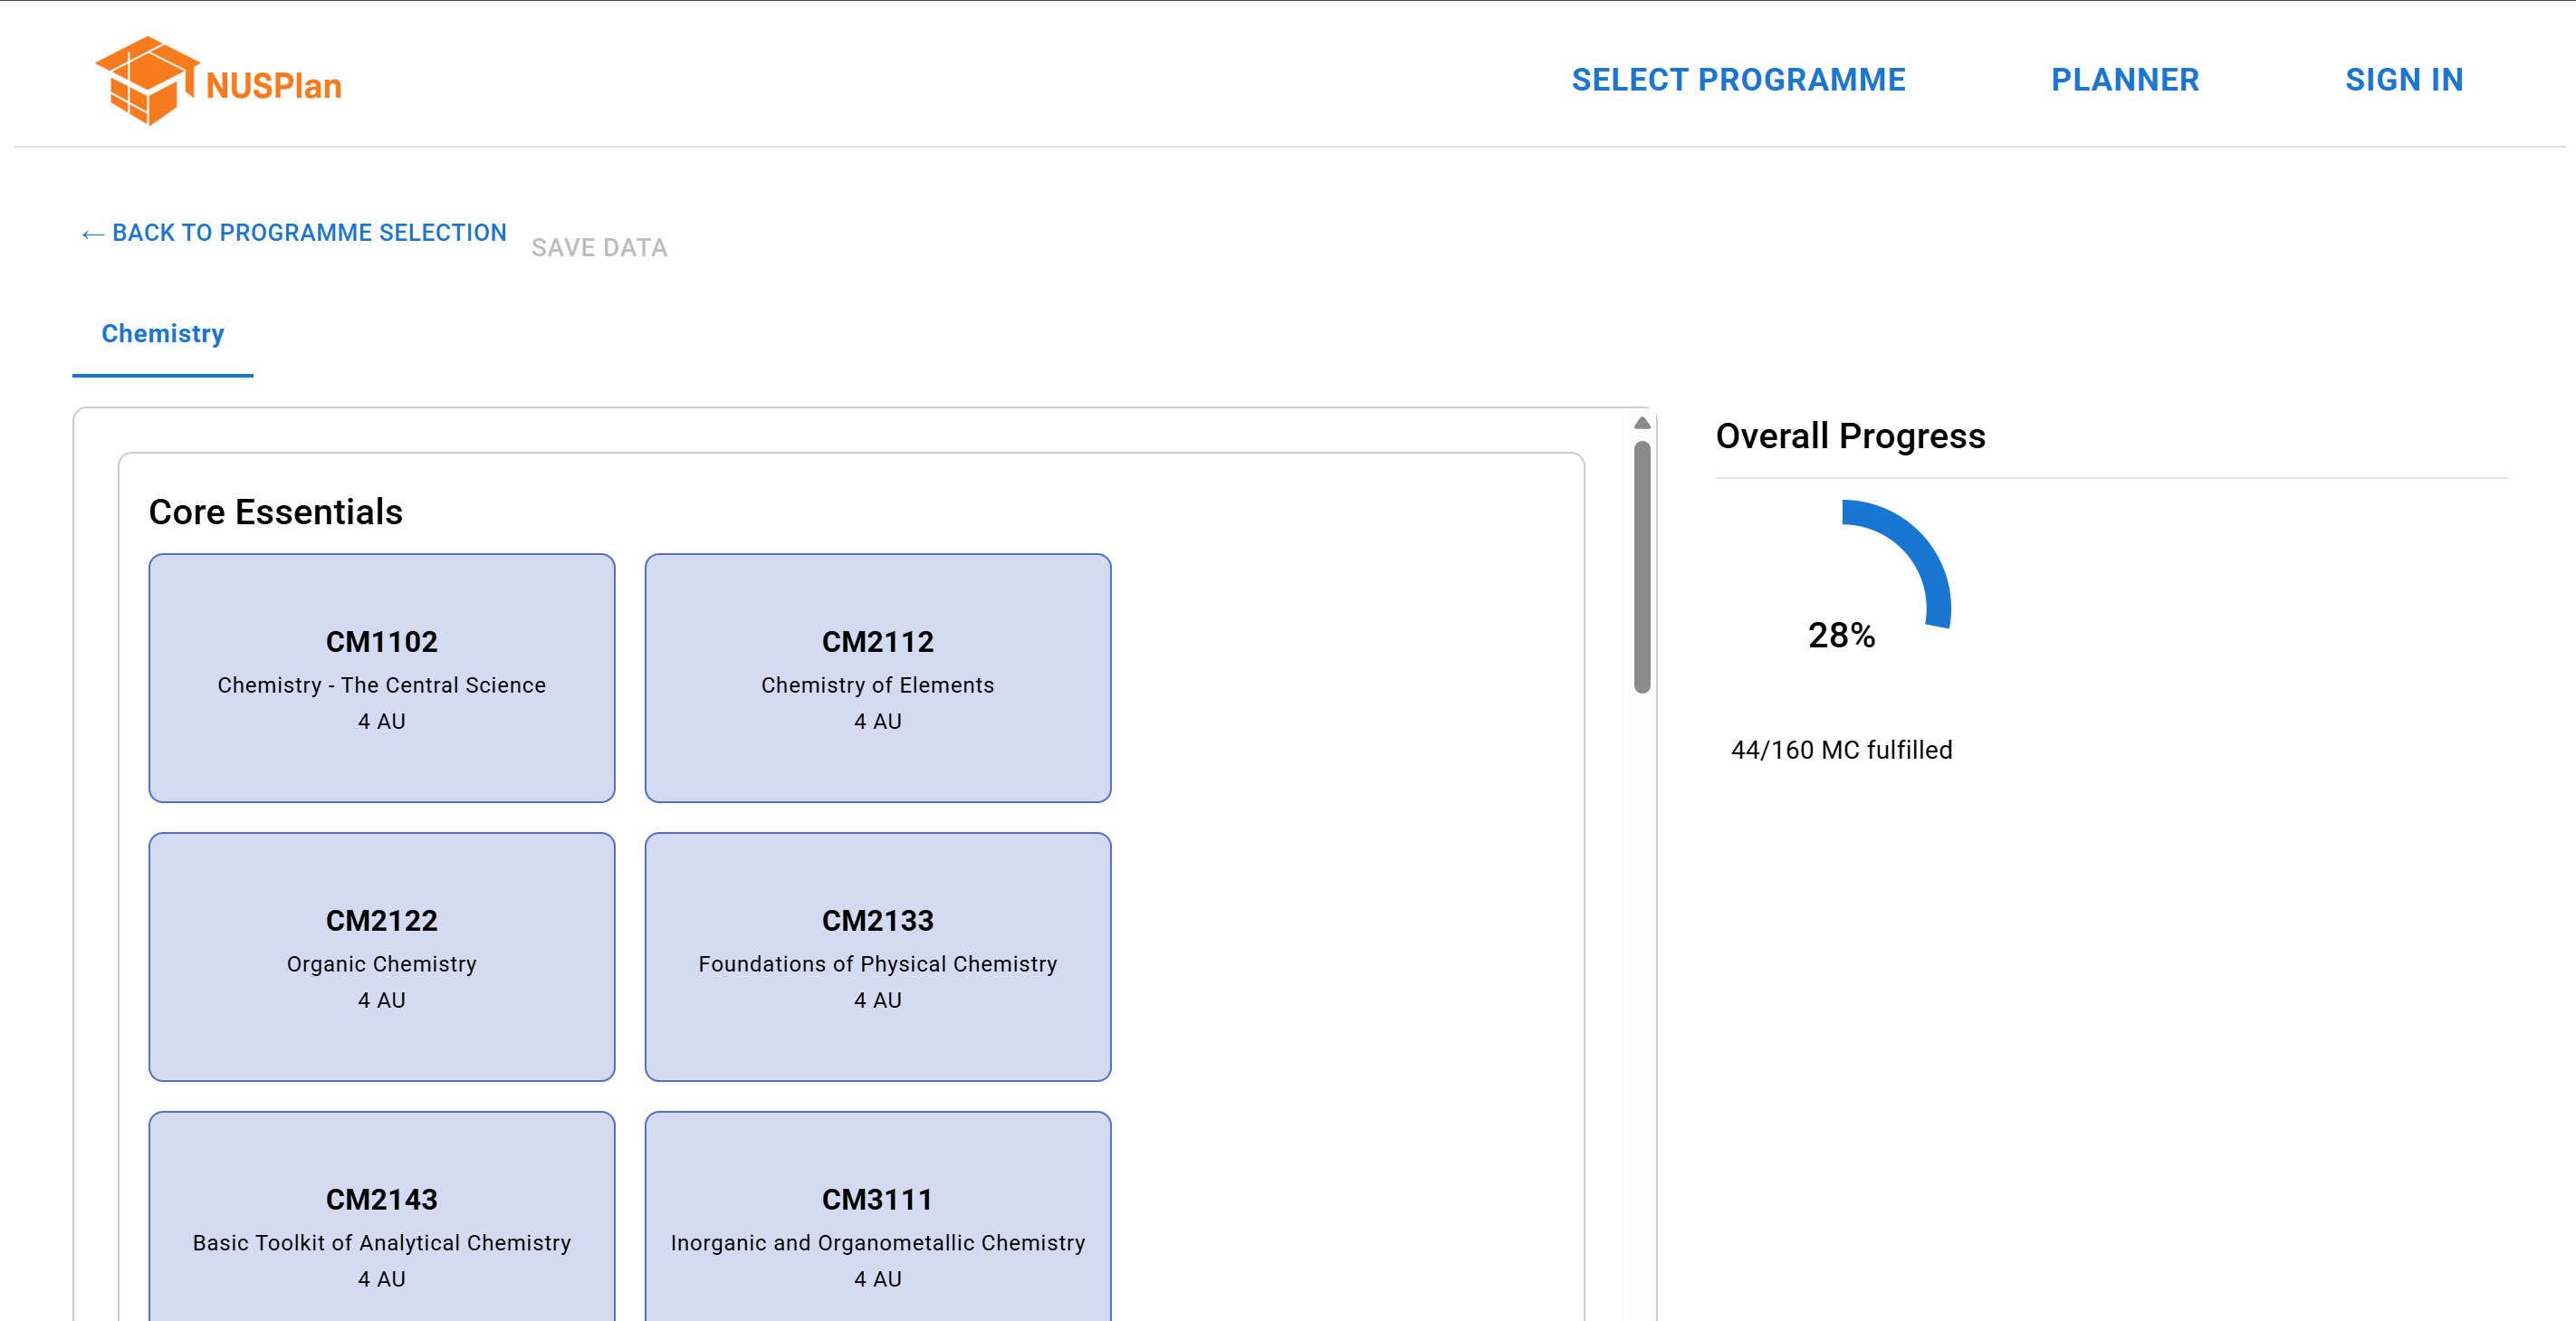 NUSPlan
SELECT PROGRAMME
PLANNER
SIGN IN
← BACK TO PROGRAMME SELECTION
SAVE DATA
Chemistry
Core Essentials
CM1102
Chemistry - The Central Science
4 AU
CM2112
Chemistry of Elements
4 AU
CM2122
Organic Chemistry
4 AU
CM2133
Foundations of Physical Chemistry
4 AU
CM2143
Basic Toolkit of Analytical Chemistry
4 AU
CM3111
Inorganic and Organometallic Chemistry
4 AU
Overall Progress
28%
44/160 MC fulfilled